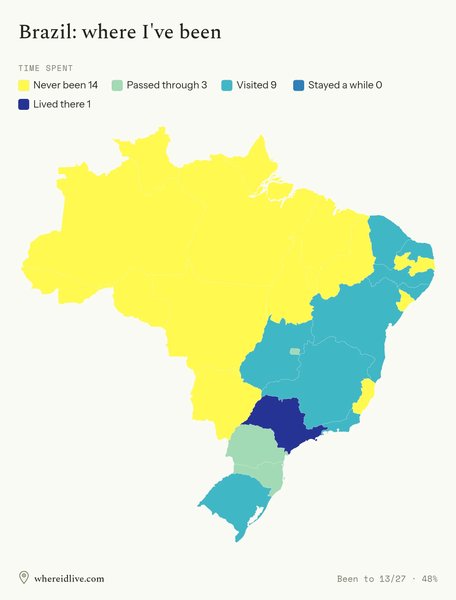 Brazil: where I've been
TIME SPENT
Never been 14 Passed through 3 Visited 9 Stayed a while 0
Lived there 1
whereidlive.com Been to 13/27 · 48%